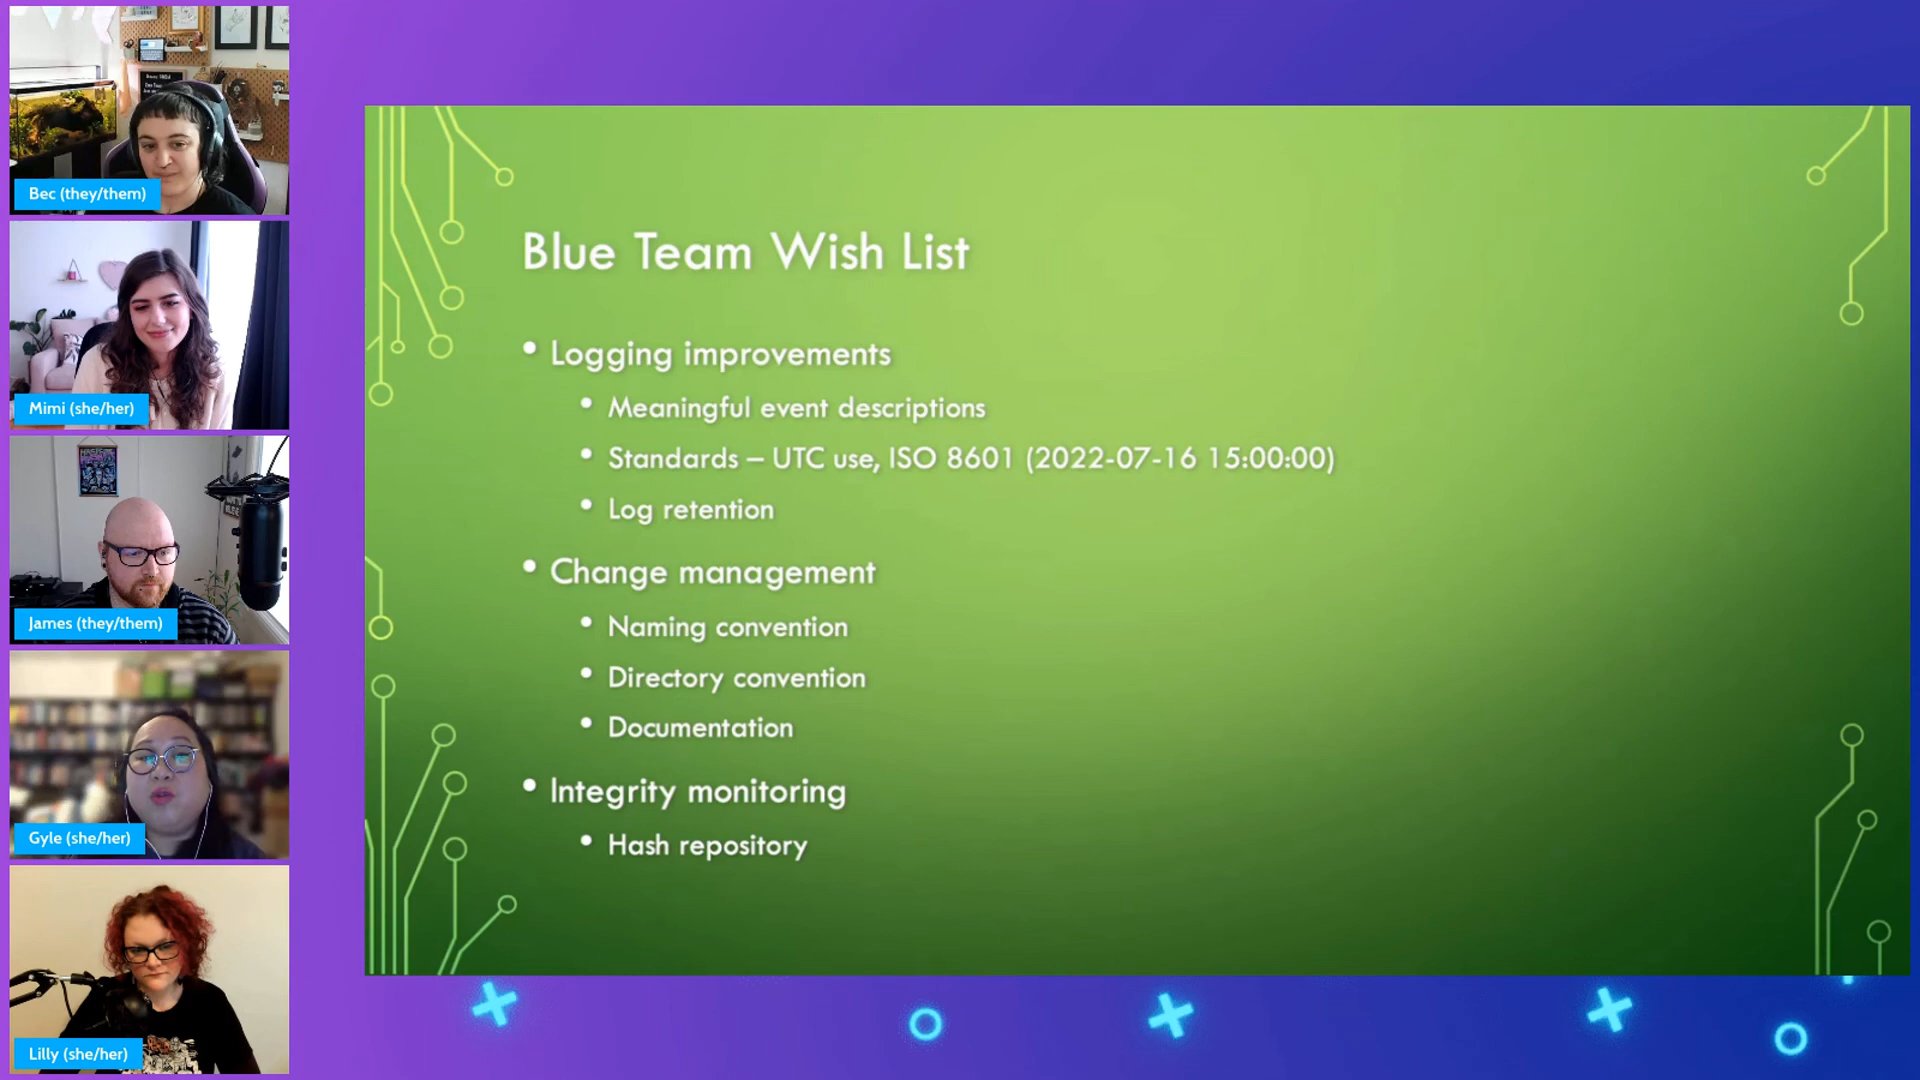 Bec (they/them)
Mimi (she/her)
James (they/them)
Gyle (she/her)
Lilly (she/her)
Blue Team Wish List
• Logging improvements
• Meaningful event descriptions
• Standards – UTC use, ISO 8601 (2022-07-16 15:00:00)
• Log retention
• Change management
• Naming convention
• Directory convention
• Documentation
• Integrity monitoring
• Hash repository